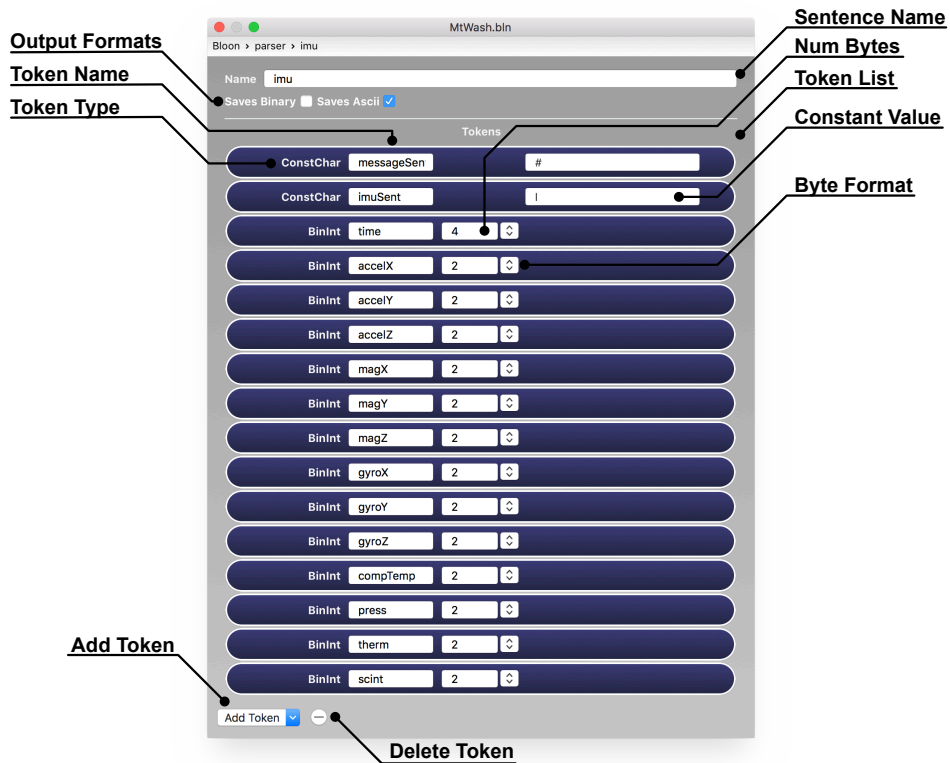 MtWash.bln
Bloon › parser › imu
Sentence Name
Output Formats
Num Bytes
Token Name
Name imu
Token List
Token Type
Saves Binary Saves Ascii
Constant Value
Tokens
ConstChar messageSen #
Byte Format
ConstChar imuSent I
BinInt time 4
BinInt accelX 2
BinInt accelY 2
BinInt accelZ 2
BinInt magX 2
BinInt magY 2
BinInt magZ 2
BinInt gyroX 2
BinInt gyroY 2
BinInt gyroZ 2
BinInt compTemp 2
BinInt press 2
BinInt therm 2
Add Token
BinInt scint 2
Add Token
Delete Token